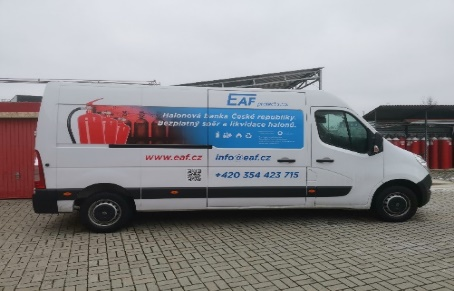 EAF protect s.r.o.
Halonová banka České republiky.
Bezplatný sběr a likvidace halonů.
www.eaf.cz
info@eaf.cz
+420 354 423 715